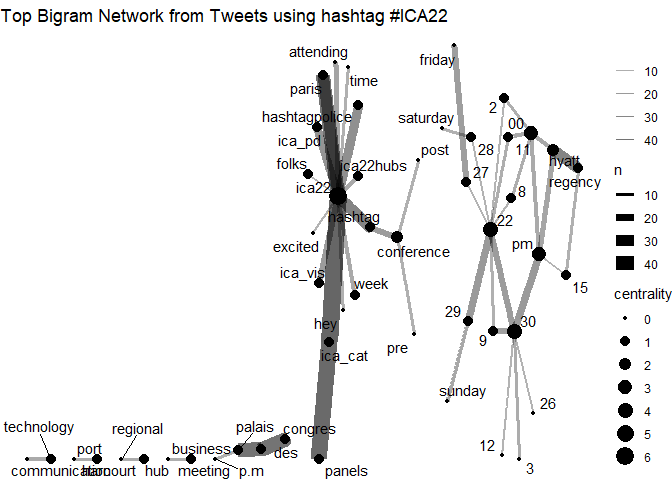 Top Bigram Network from Tweets using hashtag #ICA22
attending
time
paris
hashtagpolice
ica_pd
folks
ica22hubs
ica22
hashtag
excited
conference
ica_vis
week
hey
ica_cat
post
pre
friday
saturday
2
00
28
11
27
hyatt
regency
8
22
pm
15
29
9
30
sunday
26
12
3
technology
regional
port
palais
congres
business
des
communication
harcourt
hub
meeting
p.m
panels
10
20
30
40
n
10
20
30
40
centrality
0
1
2
3
4
5
6